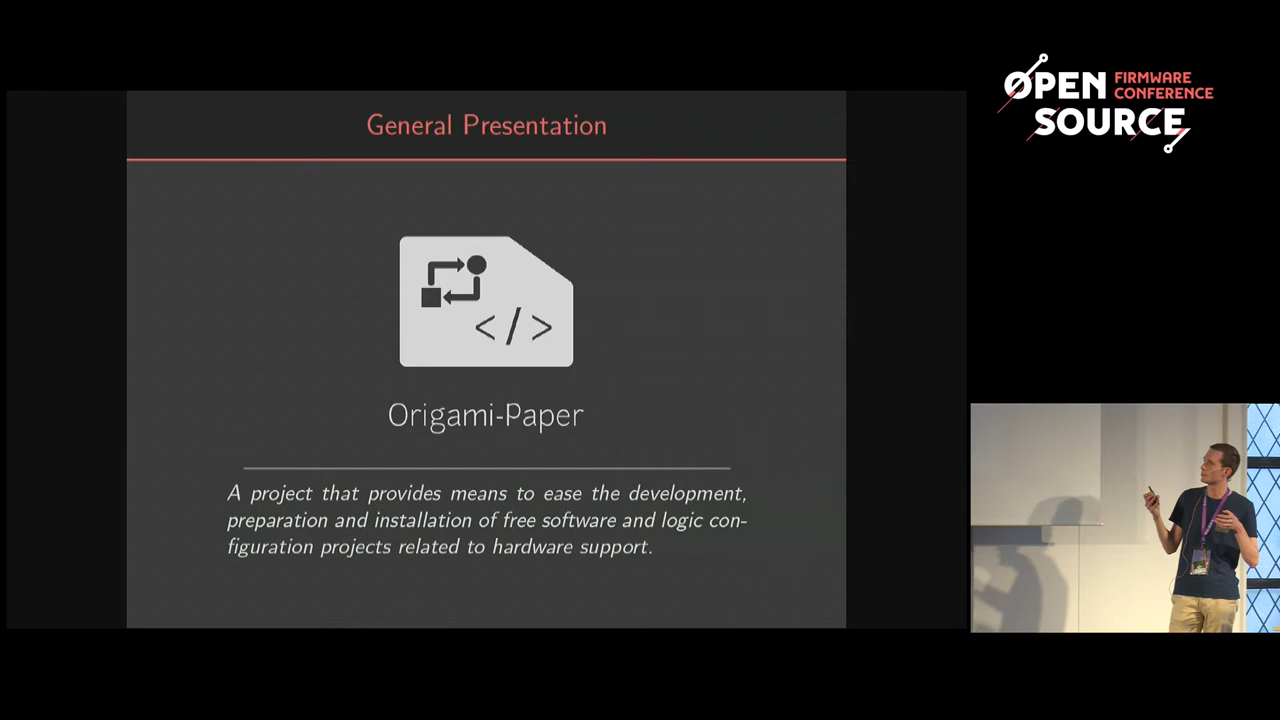 General Presentation
</>
Origami-Paper
A project that provides means to ease the development,
preparation and installation of free software and logic con-
figuration projects related to hardware support.
OPEN FIRMWARE
CONFERENCE
SOURCE